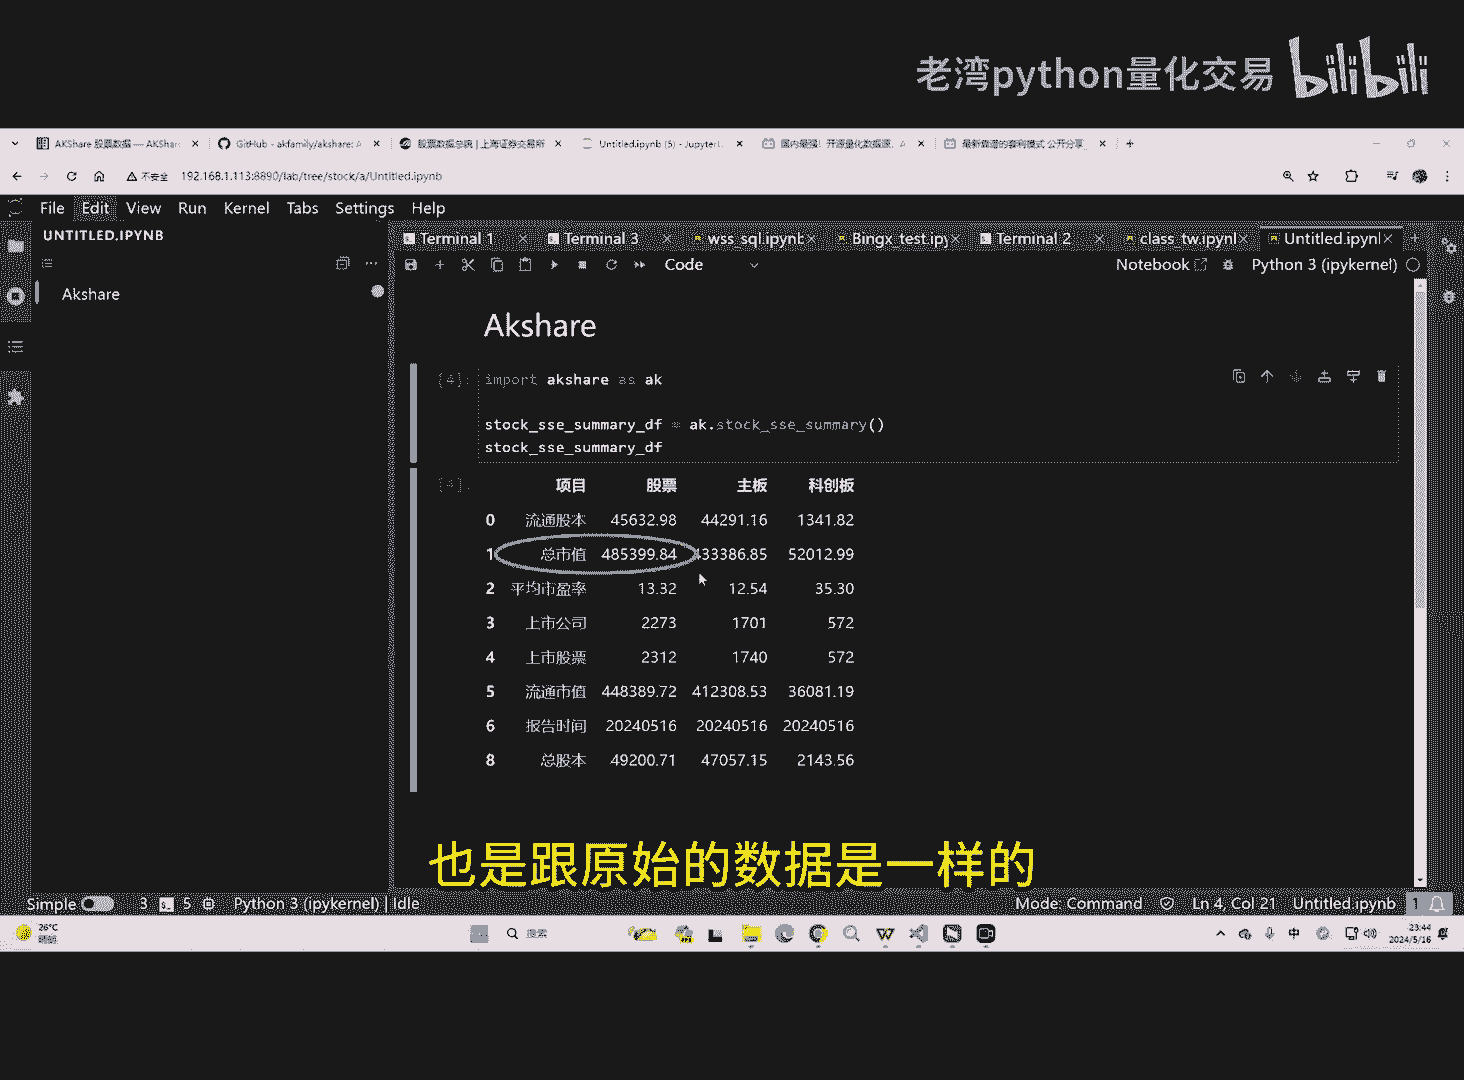 老湾python量化交易 bilibili
AKShare 股票数据 — AKShar
GitHub - akfamily/akshare: A
股票数据总貌 | 上海证券交易所
Untitled.ipynb (5) - JupyterL
国内最强！开源量化数据源，A
最新靠谱的套利模式 公开分享
不安全 192.168.1.113:8890/lab/tree/stock/a/Untitled.ipynb
File Edit View Run Kernel Tabs Settings Help
UNTITLED.IPYNB
Terminal 1 Terminal 3 wss_sql.ipynb Bingx_test.ipy Terminal 2 class_tw.ipynl Untitled.ipynl
Code Notebook Python 3 (ipykernel)
Akshare
Akshare
[4]: import akshare as ak
stock_sse_summary_df = ak.stock_sse_summary()
stock_sse_summary_df
项目 股票 主板 科创板
0 流通股本 45632.98 44291.16 1341.82
1 总市值 485399.84 433386.85 52012.99
2 平均市盈率 13.32 12.54 35.30
3 上市公司 2273 1701 572
4 上市股票 2312 1740 572
5 流通市值 448389.72 412308.53 36081.19
6 报告时间 20240516 20240516 20240516
8 总股本 49200.71 47057.15 2143.56
也是跟原始的数据是一样的
Simple 3 5 Python 3 (ipykernel) | Idle Mode: Command Ln 4, Col 21 Untitled.ipynb 1
26°C
搜索
中
23:44
2024/5/16